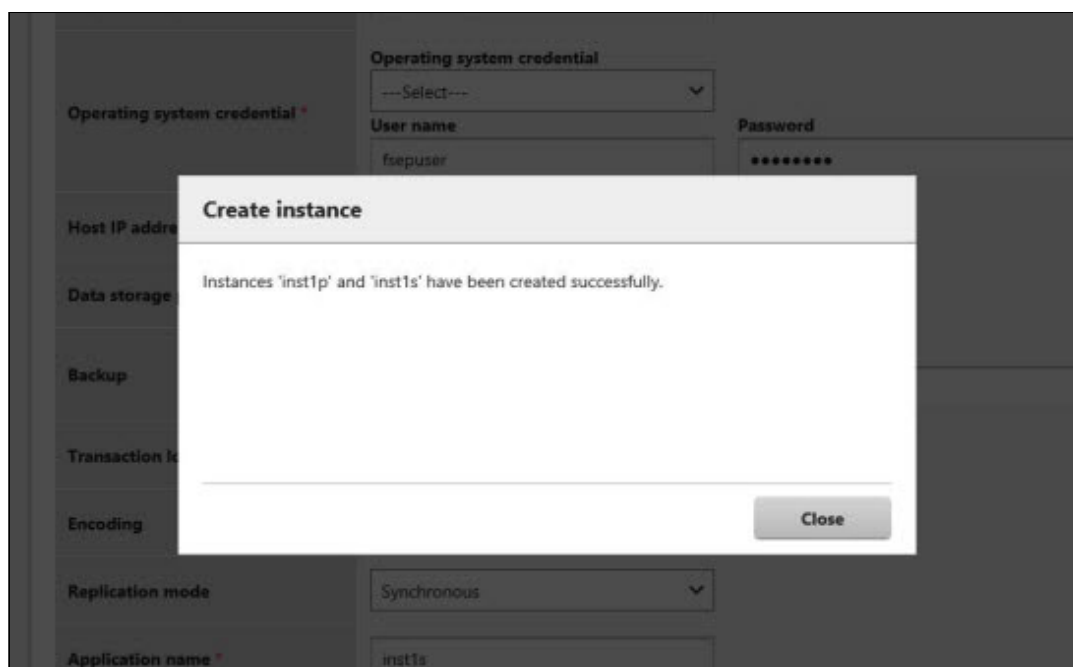 Operating system credential
---Select---
Operating system credential *
User name
Password
fsepuser
Create instance
Host IP addre
Instances 'inst1p' and 'inst1s' have been created successfully.
Data storage
Backup
Transaction lo
Encoding
Close
Replication mode
Synchronous
Application name *
inst1s